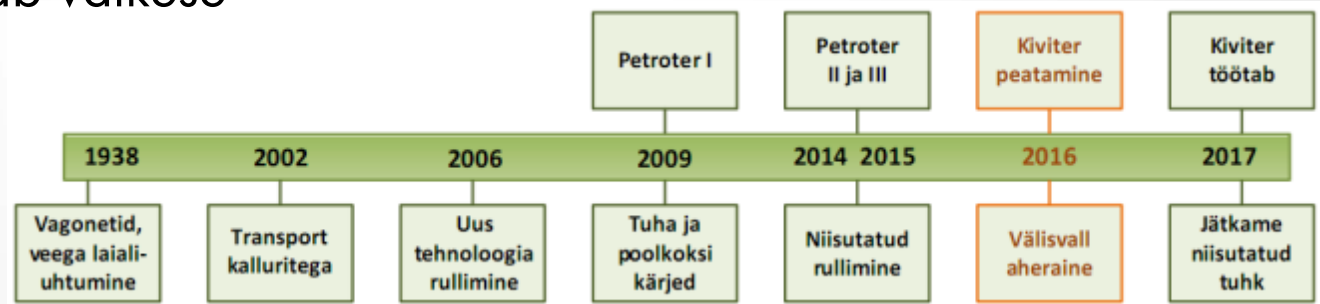 Petroter I
Petroter
II ja III
Kiviter
peatamine
Kiviter
töötab
1938
2002
2006
2009
2014 2015
2016
2017
Vagonetid,
veega laiali-
uhtumine
Transport
kalluritega
Uus
tehnoloogia
rullimine
Tuha ja
poolkoksi
kärjed
Niisutatud
rullimine
Välisvall
aheraine
Jätkame
niisutatud
tuhk